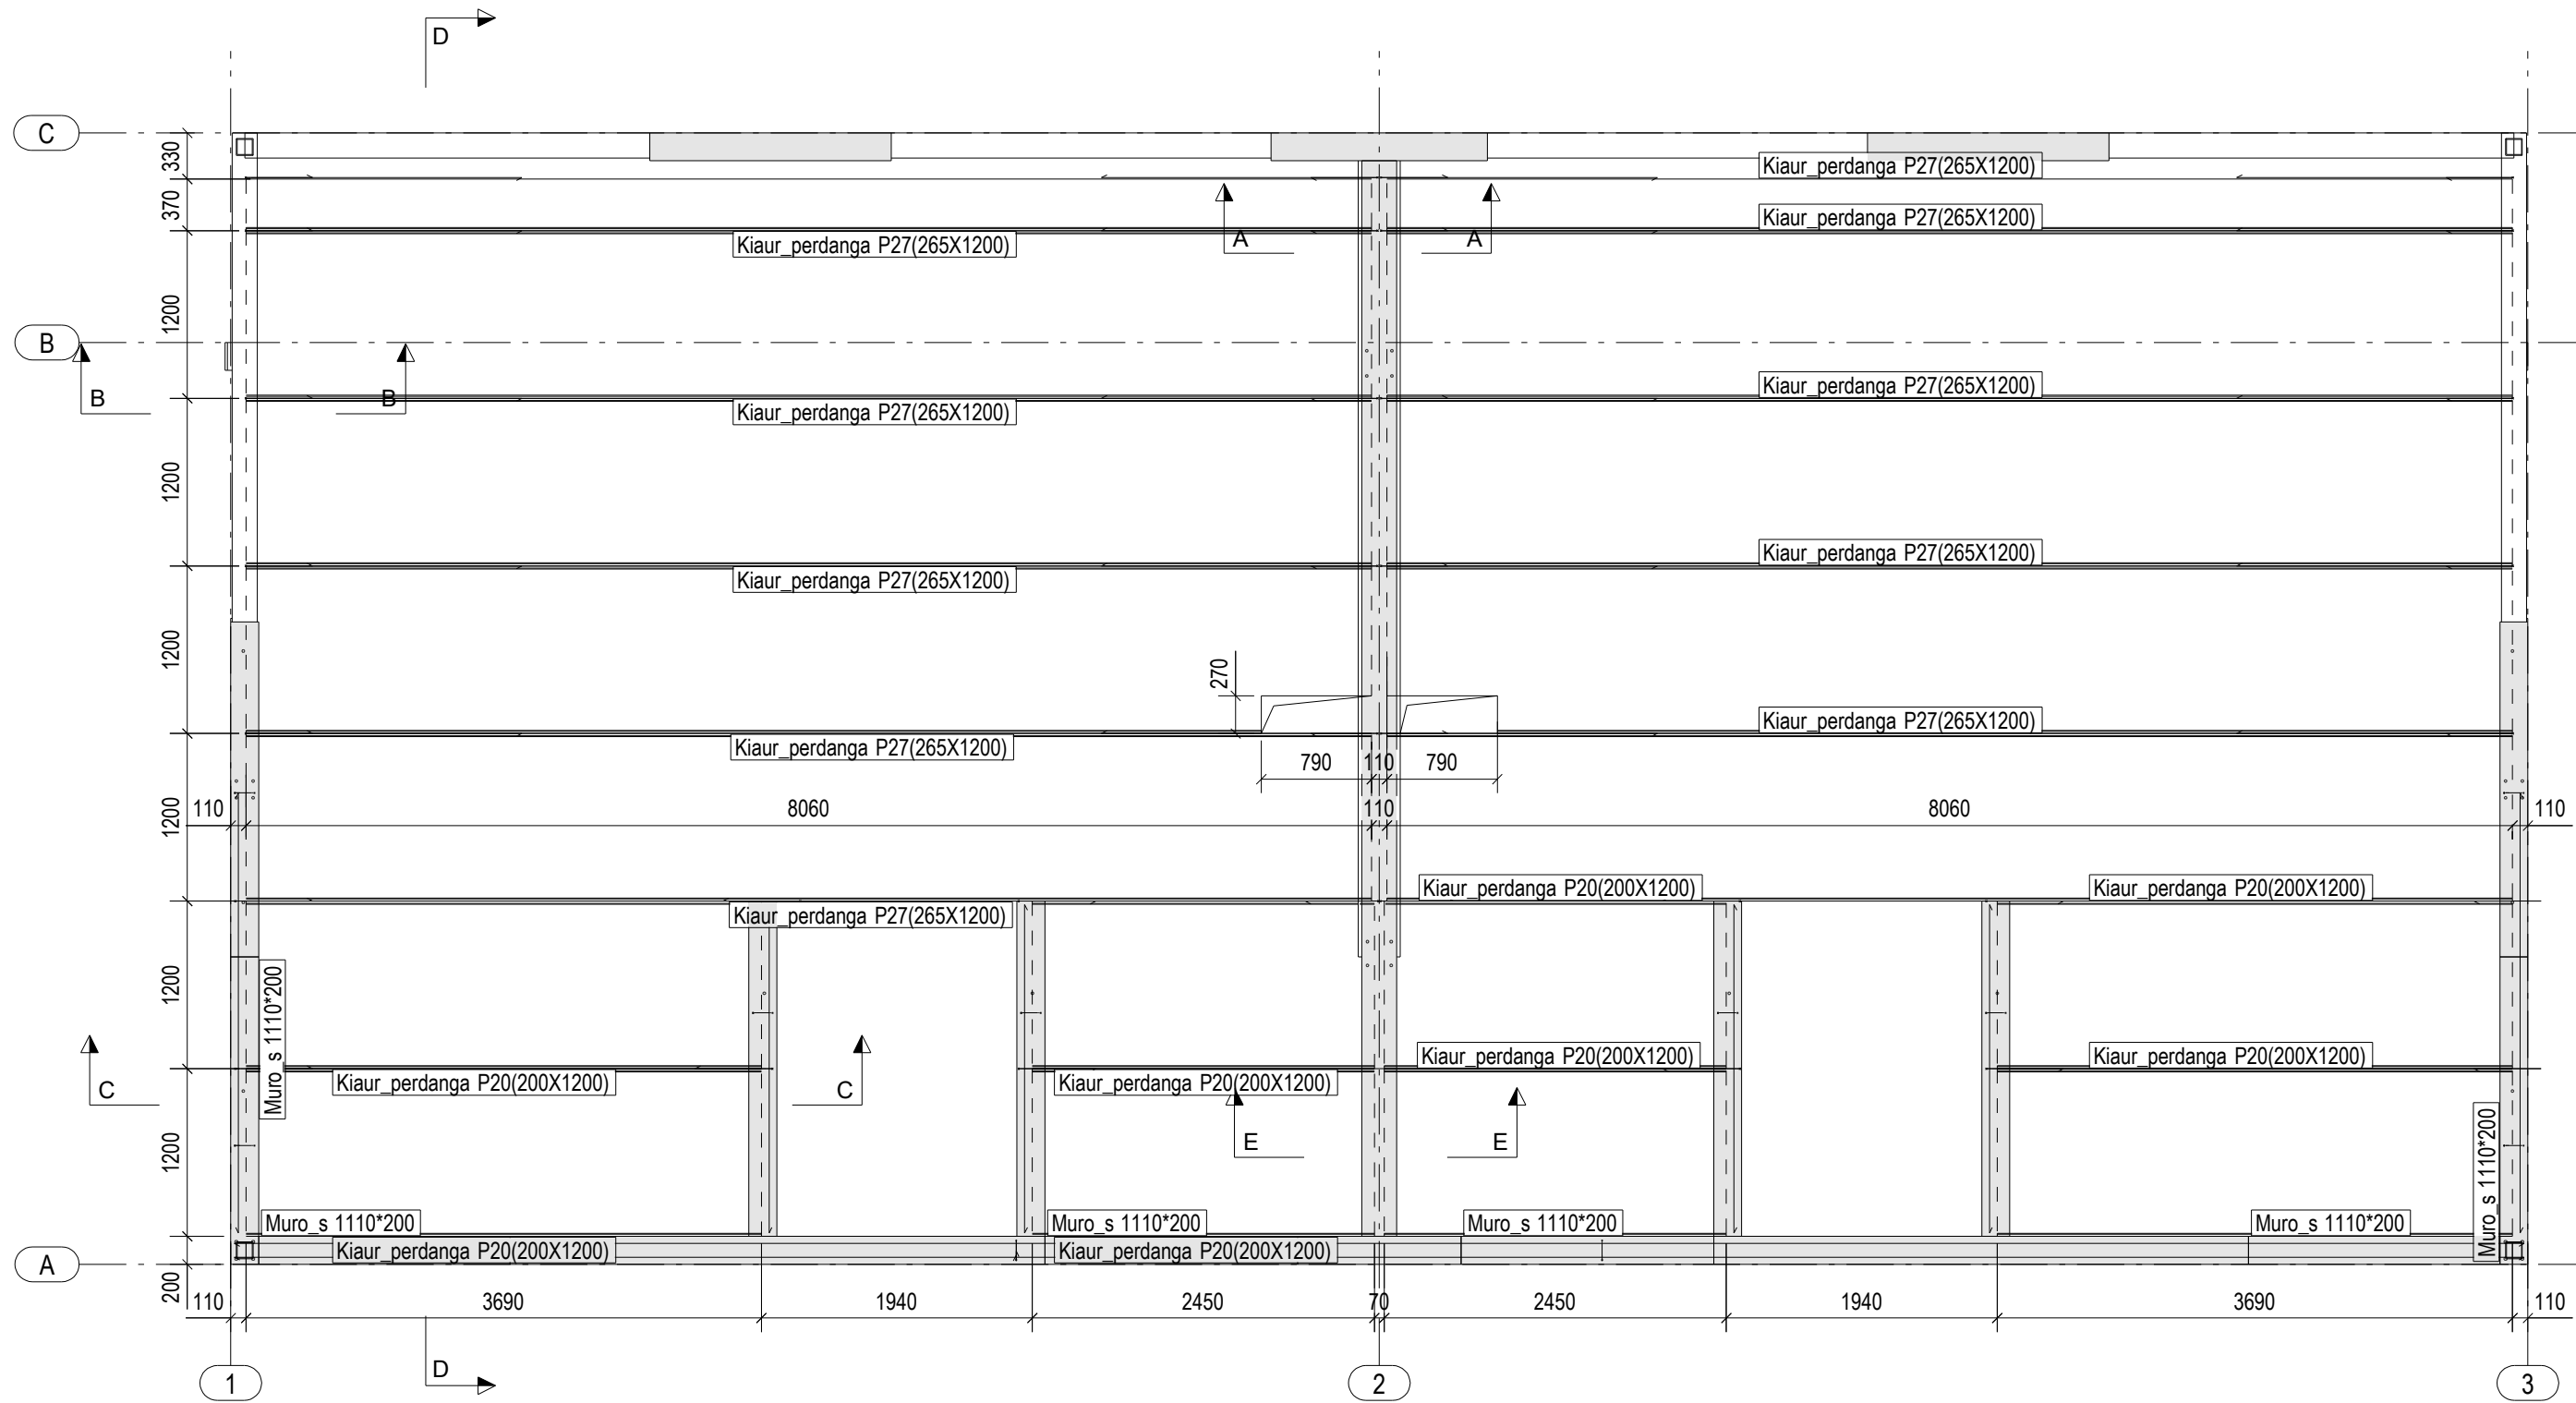 D
C
330
Kiaur_perdanga P27(265X1200)
370
Kiaur_perdanga P27(265X1200)
Kiaur_perdanga P27(265X1200)
A
A
1200
B
Kiaur_perdanga P27(265X1200)
B
B
Kiaur_perdanga P27(265X1200)
1200
Kiaur_perdanga P27(265X1200)
Kiaur_perdanga P27(265X1200)
1200
270
Kiaur_perdanga P27(265X1200)
Kiaur_perdanga P27(265X1200)
790 110 790
110 8060 110 8060 110
1200
Kiaur_perdanga P20(200X1200)
Kiaur_perdanga P20(200X1200)
Kiaur_perdanga P27(265X1200)
1200
Muro_s 1110*200
Kiaur_perdanga P20(200X1200)
Kiaur_perdanga P20(200X1200)
Kiaur_perdanga P20(200X1200)
Kiaur_perdanga P20(200X1200)
C
C
E
E
1200
Muro_s 1110*200
Muro_s 1110*200
Muro_s 1110*200
Muro_s 1110*200
Muro_s 1110*200
Kiaur_perdanga P20(200X1200)
Kiaur_perdanga P20(200X1200)
A
200
110 3690 1940 2450 70 2450 1940 3690 110
D
1
2
3